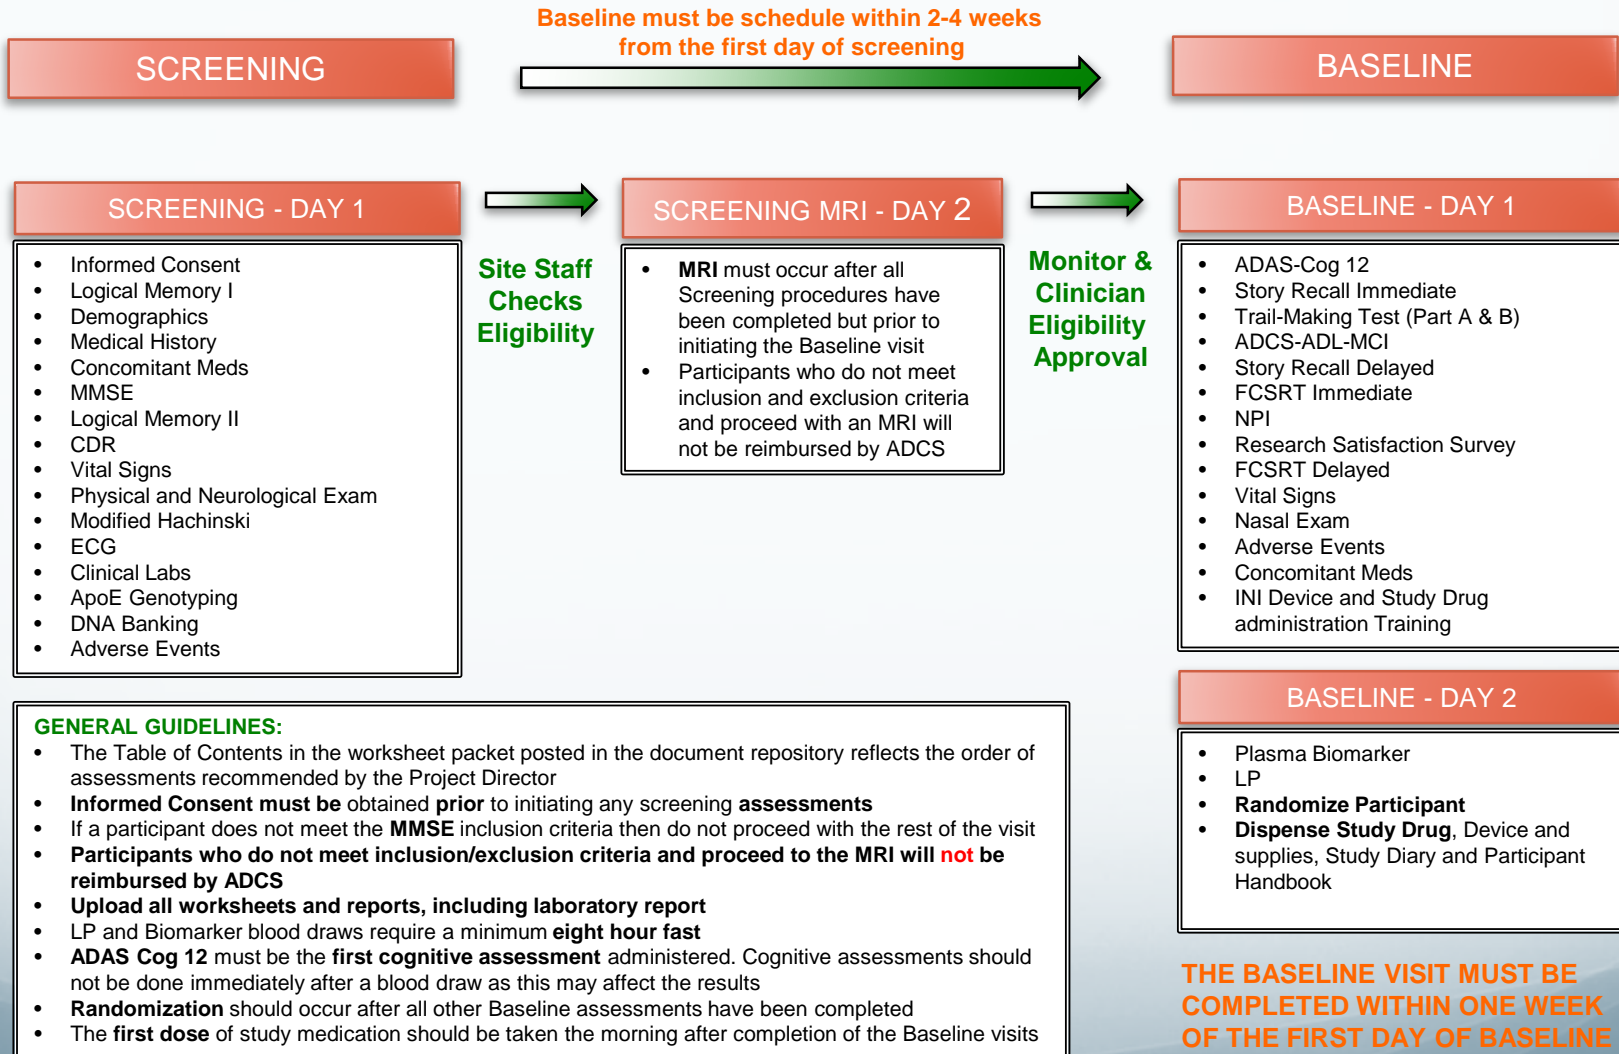 Baseline must be schedule within 2-4 weeks
from the first day of screening
SCREENING
BASELINE
SCREENING - DAY 1
• Informed Consent
• Logical Memory I
• Demographics
• Medical History
• Concomitant Meds
• MMSE
• Logical Memory II
• CDR
• Vital Signs
• Physical and Neurological Exam
• Modified Hachinski
• ECG
• Clinical Labs
• ApoE Genotyping
• DNA Banking
• Adverse Events
Site Staff
Checks
Eligibility
SCREENING MRI - DAY 2
• MRI must occur after all
Screening procedures have
been completed but prior to
initiating the Baseline visit
• Participants who do not meet
inclusion and exclusion criteria
and proceed with an MRI will
not be reimbursed by ADCS
Monitor &
Clinician
Eligibility
Approval
BASELINE - DAY 1
• ADAS-Cog 12
• Story Recall Immediate
• Trail-Making Test (Part A & B)
• ADCS-ADL-MCI
• Story Recall Delayed
• FCSRT Immediate
• NPI
• Research Satisfaction Survey
• FCSRT Delayed
• Vital Signs
• Nasal Exam
• Adverse Events
• Concomitant Meds
• INI Device and Study Drug
administration Training
BASELINE - DAY 2
• Plasma Biomarker
• LP
• Randomize Participant
• Dispense Study Drug, Device and
supplies, Study Diary and Participant
Handbook
THE BASELINE VISIT MUST BE
COMPLETED WITHIN ONE WEEK
OF THE FIRST DAY OF BASELINE
GENERAL GUIDELINES:
• The Table of Contents in the worksheet packet posted in the document repository reflects the order of
assessments recommended by the Project Director
• Informed Consent must be obtained prior to initiating any screening assessments
• If a participant does not meet the MMSE inclusion criteria then do not proceed with the rest of the visit
• Participants who do not meet inclusion/exclusion criteria and proceed to the MRI will not be
reimbursed by ADCS
• Upload all worksheets and reports, including laboratory report
• LP and Biomarker blood draws require a minimum eight hour fast
• ADAS Cog 12 must be the first cognitive assessment administered. Cognitive assessments should
not be done immediately after a blood draw as this may affect the results
• Randomization should occur after all other Baseline assessments have been completed
• The first dose of study medication should be taken the morning after completion of the Baseline visits